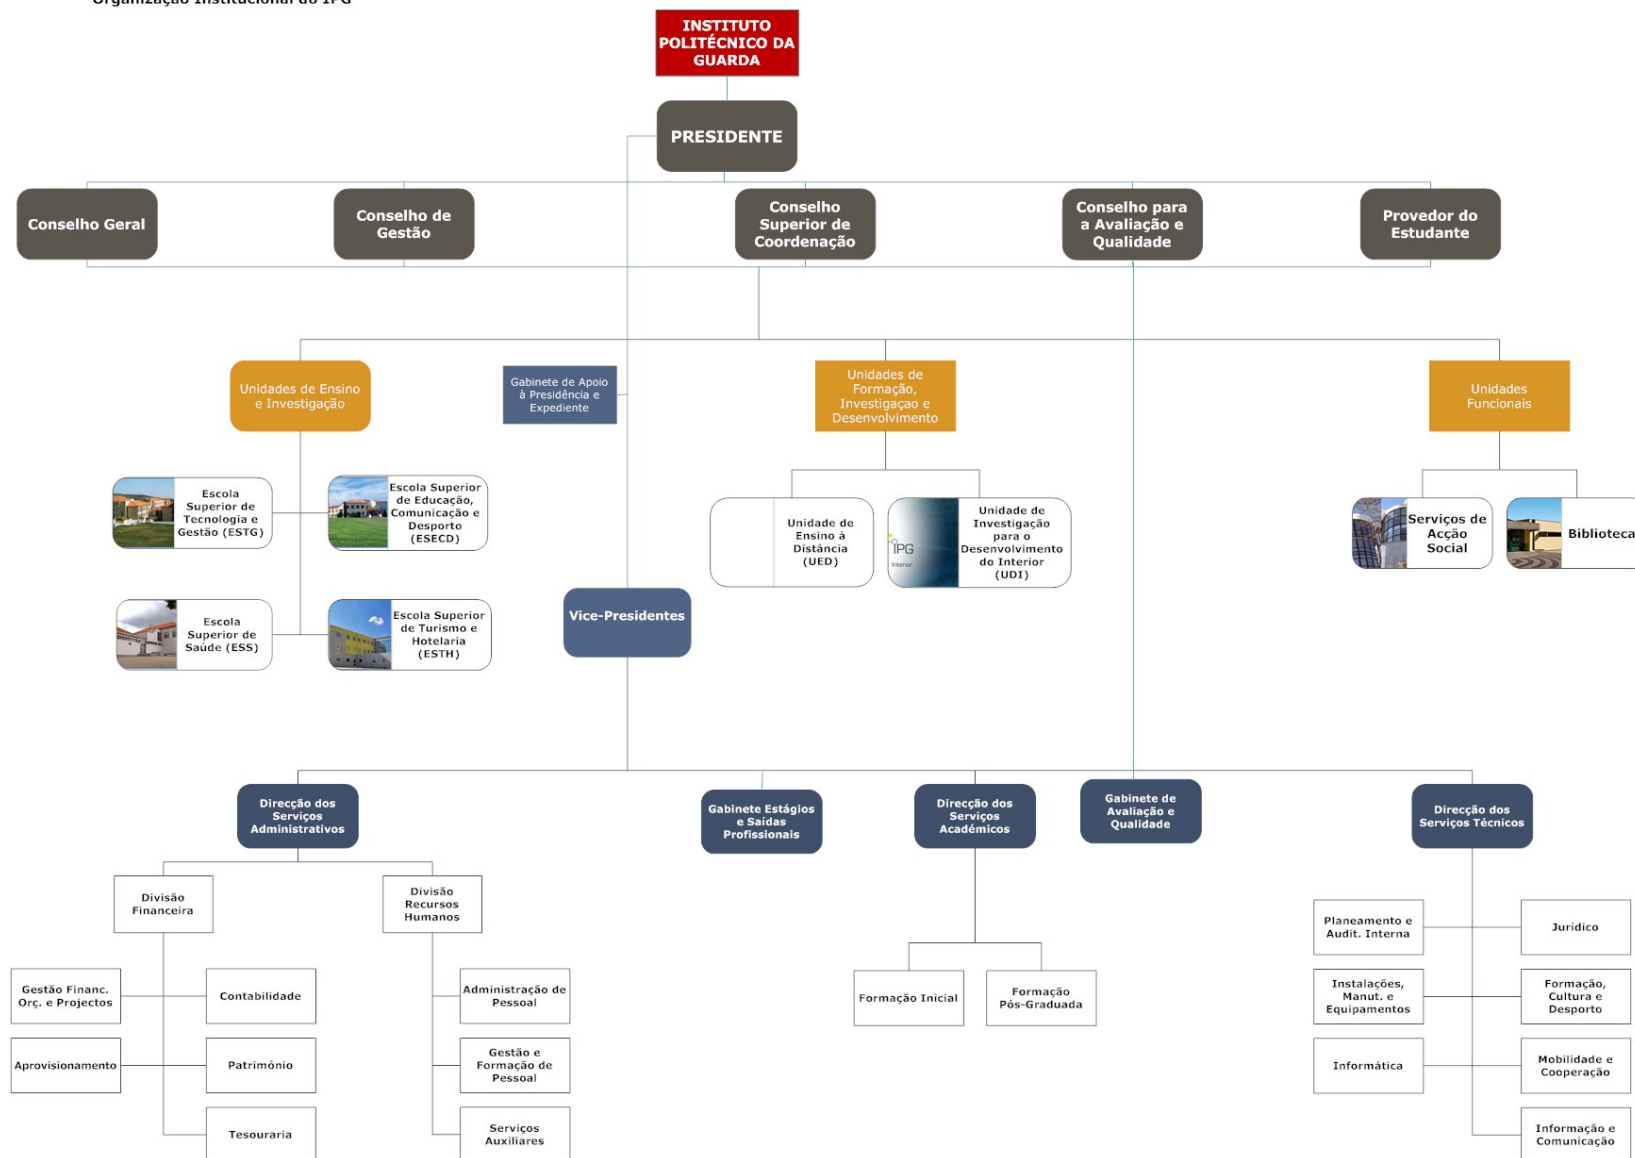 Organização Institucional do IPG
INSTITUTO
POLITÉCNICO DA
GUARDA
PRESIDENTE
Conselho Geral
Conselho de
Gestão
Conselho
Superior de
Coordenação
Conselho para
a Avaliação e
Qualidade
Provedor do
Estudante
Unidades de Ensino
e Investigação
Gabinete de Apoio
à Presidência e
Expediente
Unidades de
Formação,
Investigaçao e
Desenvolvimento
Unidades
Funcionais
Escola
Superior de
Tecnologia e
Gestão (ESTG)
Escola Superior
de Educação,
Comunicação e
Desporto
(ESECD)
Unidade de
Ensino à
Distância
(UED)
IPG
Interior
Unidade de
Investigação
para o
Desenvolvimento
do Interior
(UDI)
Serviços de
Acção
Social
Biblioteca
Escola
Superior de
Saúde (ESS)
Escola Superior
de Turismo e
Hotelaria
(ESTH)
Vice-Presidentes
Direcção dos
Serviços
Administrativos
Gabinete Estágios
e Saídas
Profissionais
Direcção dos
Serviços
Académicos
Gabinete de
Avaliação e
Qualidade
Direcção dos
Serviços Técnicos
Divisão
Financeira
Divisão
Recursos
Humanos
Gestão Financ.
Orç. e Projectos
Contabilidade
Administração de
Pessoal
Aprovisionamento
Património
Gestão e
Formação de
Pessoal
Tesouraria
Serviços
Auxiliares
Formação Inicial
Formação
Pós-Graduada
Planeamento e
Audit. Interna
Jurídico
Instalações,
Manut. e
Equipamentos
Formação,
Cultura e
Desporto
Informática
Mobilidade e
Cooperação
Informação e
Comunicação